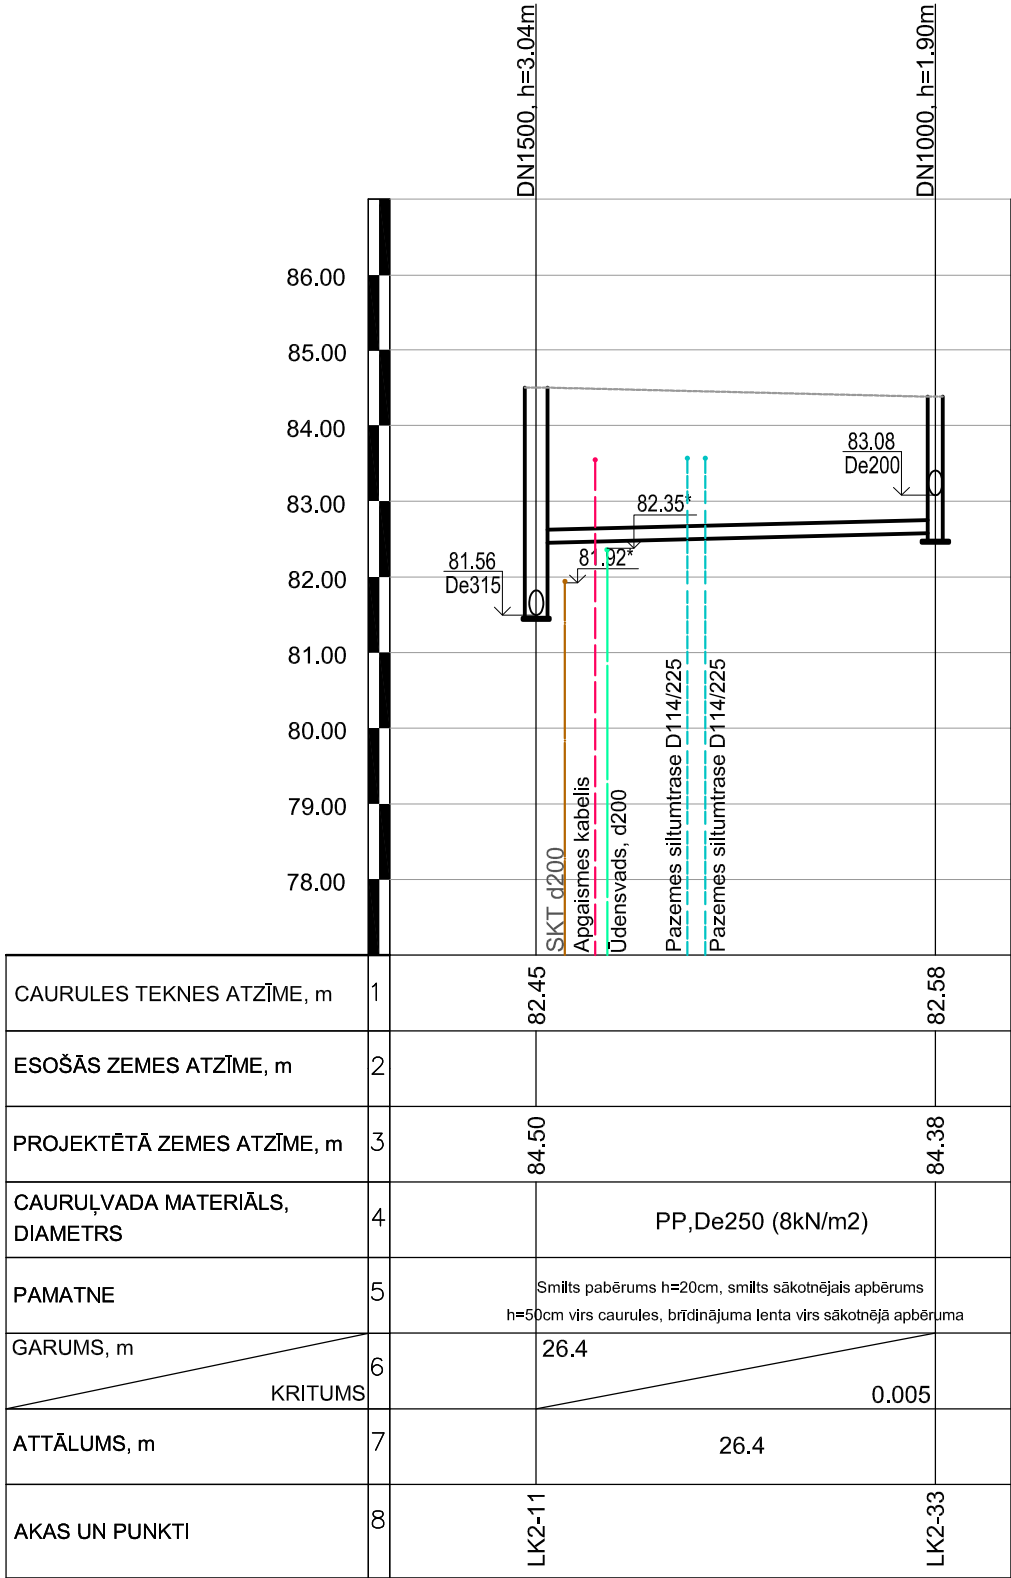 DN1500, h=3.04m
DN1000, h=1.90m
86.00
85.00
84.00
83.00
82.00
81.00
80.00
79.00
78.00
83.08
De200
82.35*
81.92*
81.56
De315
SKT d200
Apgaismes kabelis
Ūdensvads, d200
Pazemes siltumtrase D114/225
Pazemes siltumtrase D114/225
CAURULES TEKNES ATZĪME, m 1 82.45 82.58
ESOŠĀS ZEMES ATZĪME, m 2
PROJEKTĒTĀ ZEMES ATZĪME, m 3 84.50 84.38
CAURUĻVADA MATERIĀLS,
DIAMETRS
4 PP,De250 (8kN/m2)
PAMATNE 5
Smilts pabērums h=20cm, smilts sākotnējais apbērums
h=50cm virs caurules, brīdinājuma lenta virs sākotnējā apbēruma
GARUMS, m
KRITUMS
6 26.4 0.005
ATTĀLUMS, m 7 26.4
AKAS UN PUNKTI 8 LK2-11 LK2-33